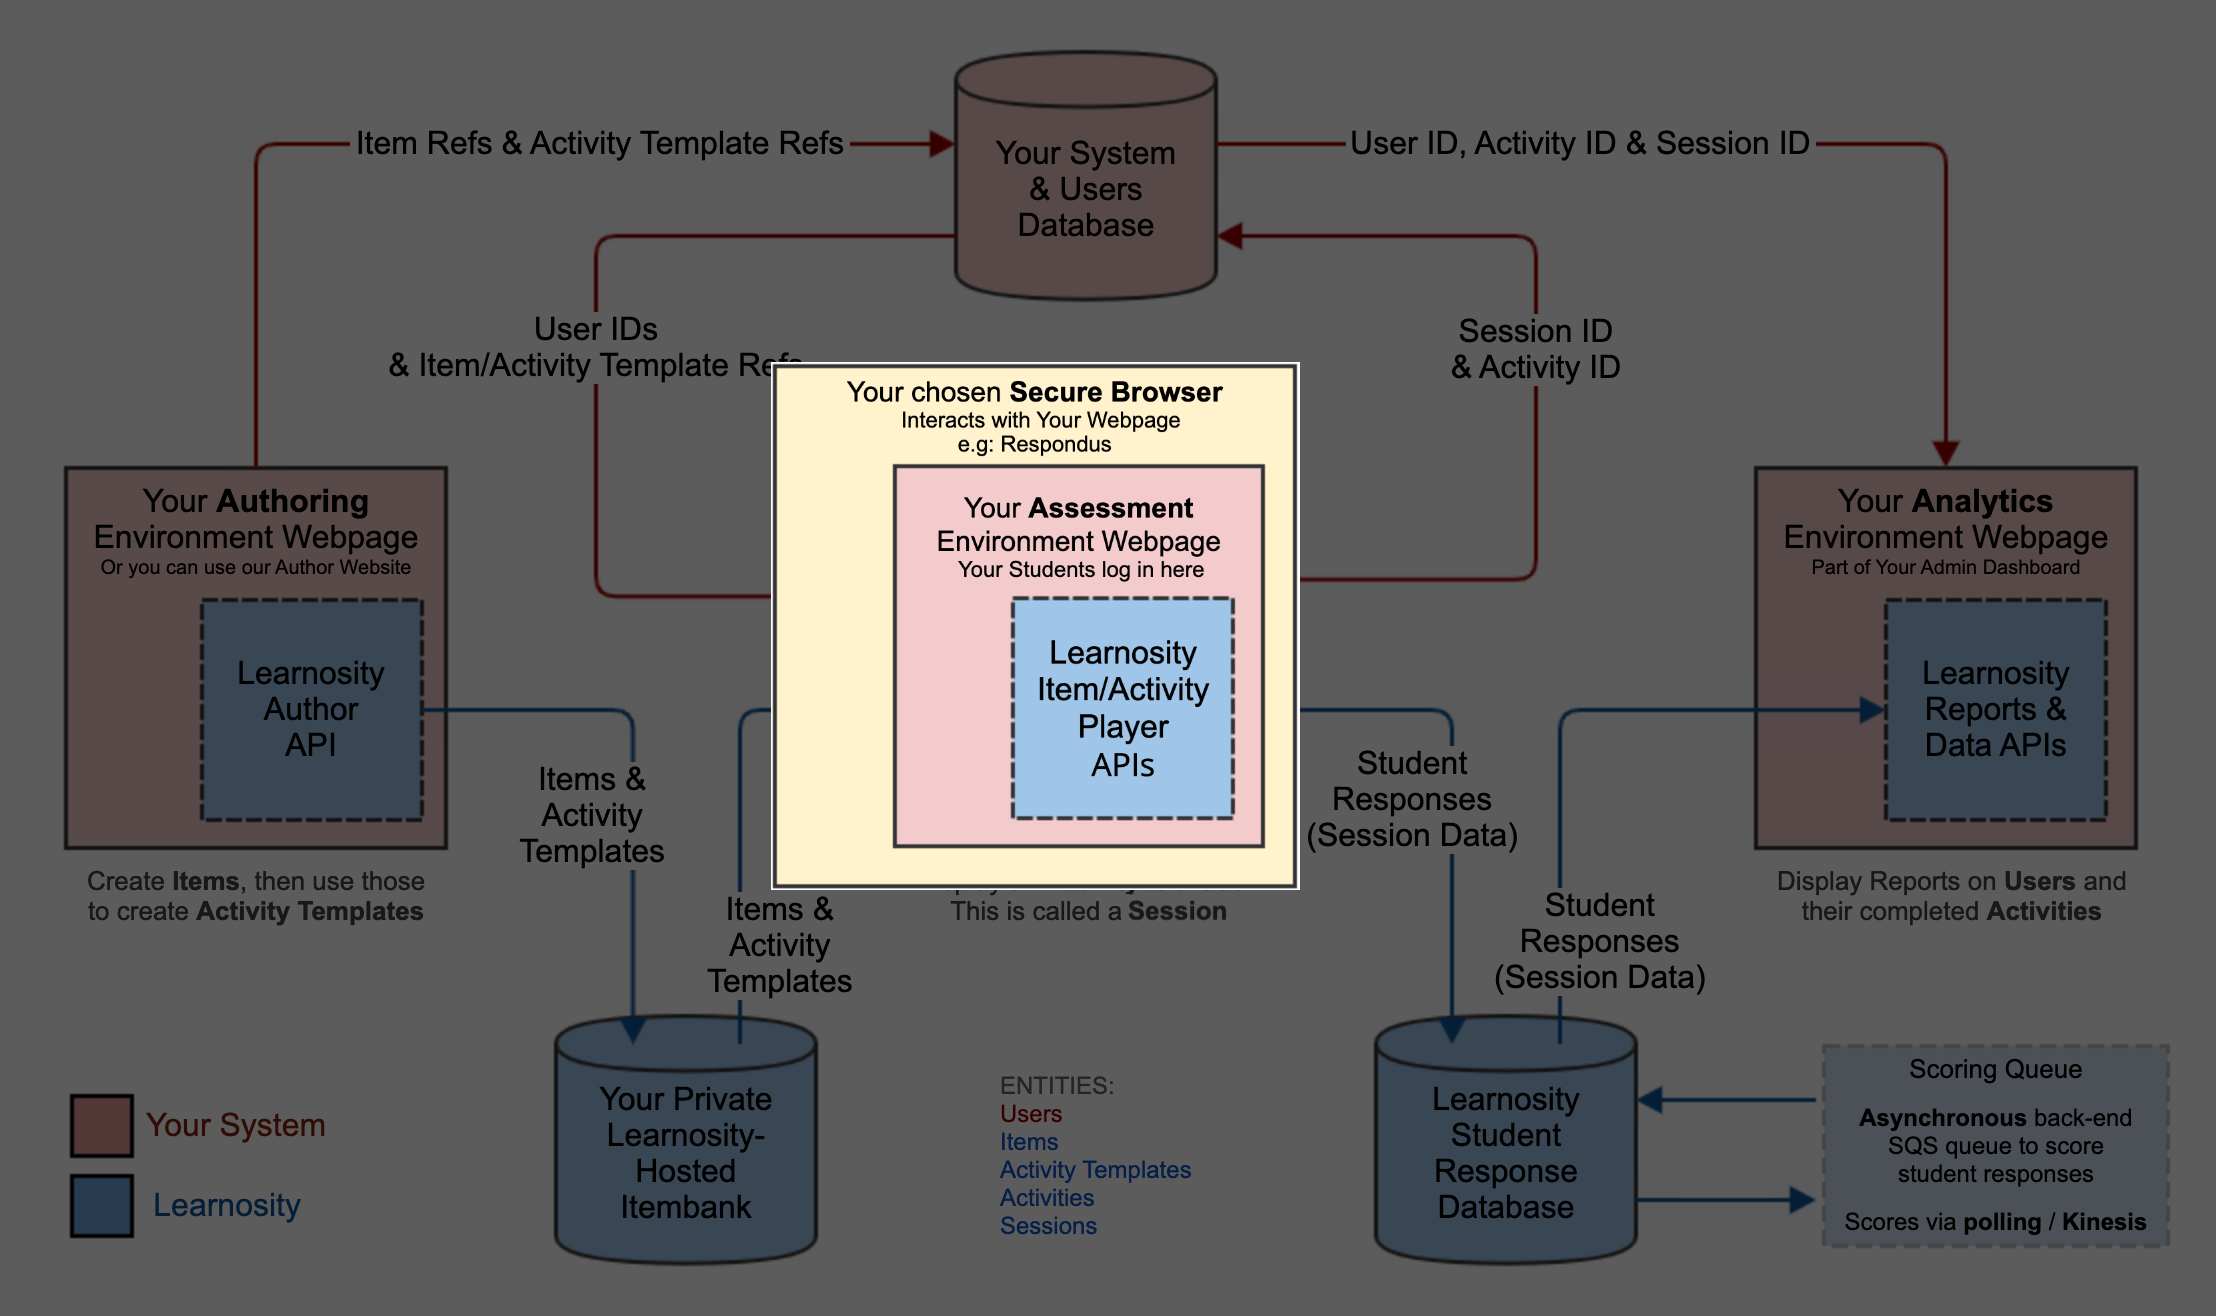 Item Refs & Activity Template Refs
Your System
& Users
Database
User ID, Activity ID & Session ID
User IDs
& Item/Activity Template Refs
Session ID
& Activity ID
Your chosen Secure Browser
Interacts with Your Webpage
e.g: Respondus
Your Assessment
Environment Webpage
Your Students log in here
Learnosity
Item/Activity
Player
APIs
Your Authoring
Environment Webpage
Or you can use our Author Website
Learnosity
Author
API
Create Items, then use those
to create Activity Templates
Your Analytics
Environment Webpage
Part of Your Admin Dashboard
Learnosity
Reports &
Data APIs
Display Reports on Users and
their completed Activities
Items &
Activity
Templates
Items &
Activity
Templates
This is called a Session
Student
Responses
(Session Data)
Student
Responses
(Session Data)
Your System
Learnosity
Your Private
Learnosity-
Hosted
Itembank
ENTITIES:
Users
Items
Activity Templates
Activities
Sessions
Learnosity
Student
Response
Database
Scoring Queue
Asynchronous back-end
SQS queue to score
student responses
Scores via polling / Kinesis